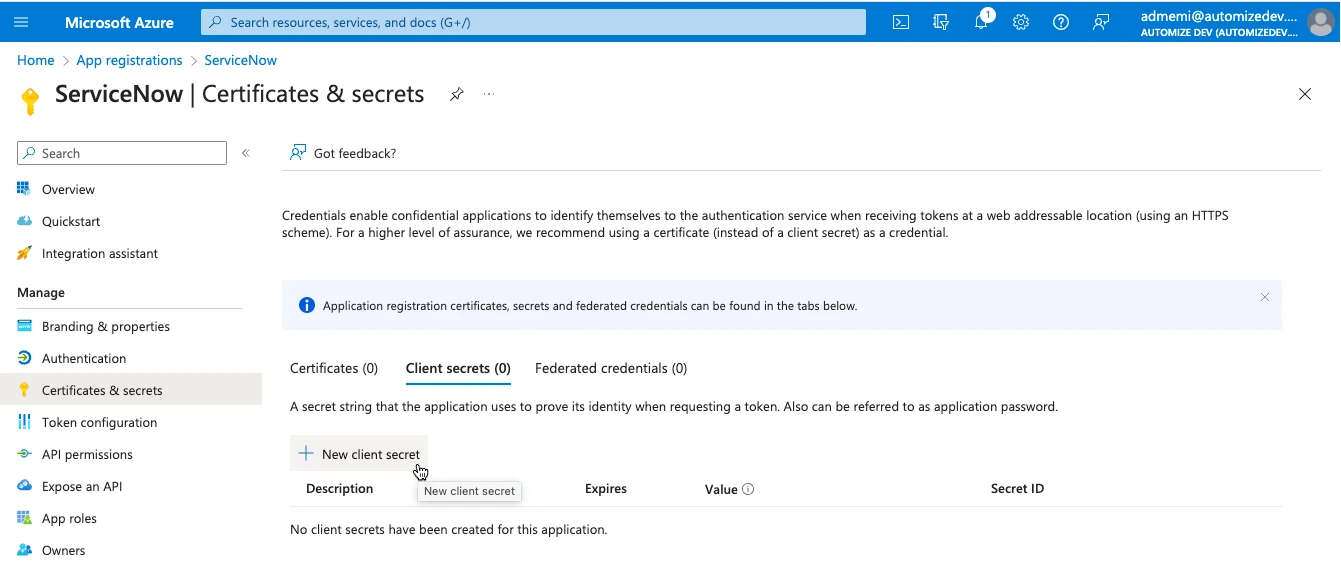 Microsoft Azure
Search resources, services, and docs (G+/)
1
admemi@automizedev....
AUTOMIZE DEV (AUTOMIZEDEV....
Home > App registrations > ServiceNow
ServiceNow | Certificates & secrets
Search
Got feedback?
Overview
Quickstart
Integration assistant
Manage
Branding & properties
Authentication
Certificates & secrets
Token configuration
API permissions
Expose an API
App roles
Owners
Credentials enable confidential applications to identify themselves to the authentication service when receiving tokens at a web addressable location (using an HTTPS
scheme). For a higher level of assurance, we recommend using a certificate (instead of a client secret) as a credential.
Application registration certificates, secrets and federated credentials can be found in the tabs below.
Certificates (0) Client secrets (0) Federated credentials (0)
A secret string that the application uses to prove its identity when requesting a token. Also can be referred to as application password.
New client secret
New client secret
Description Expires Value Secret ID
No client secrets have been created for this application.